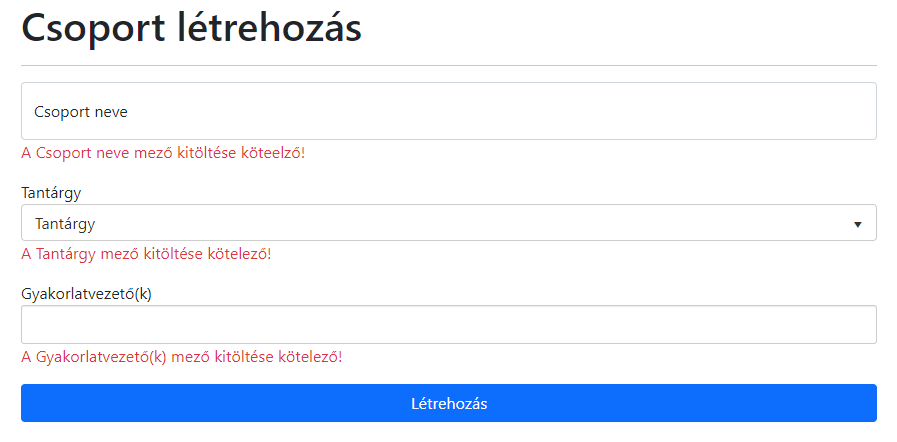 Csoport létrehozás
Csoport neve
A Csoport neve mező kitöltése köteelző!
Tantárgy
Tantárgy
A Tantárgy mező kitöltése kötelező!
Gyakorlatvezető(k)
A Gyakorlatvezető(k) mező kitöltése kötelező!
Létrehozás